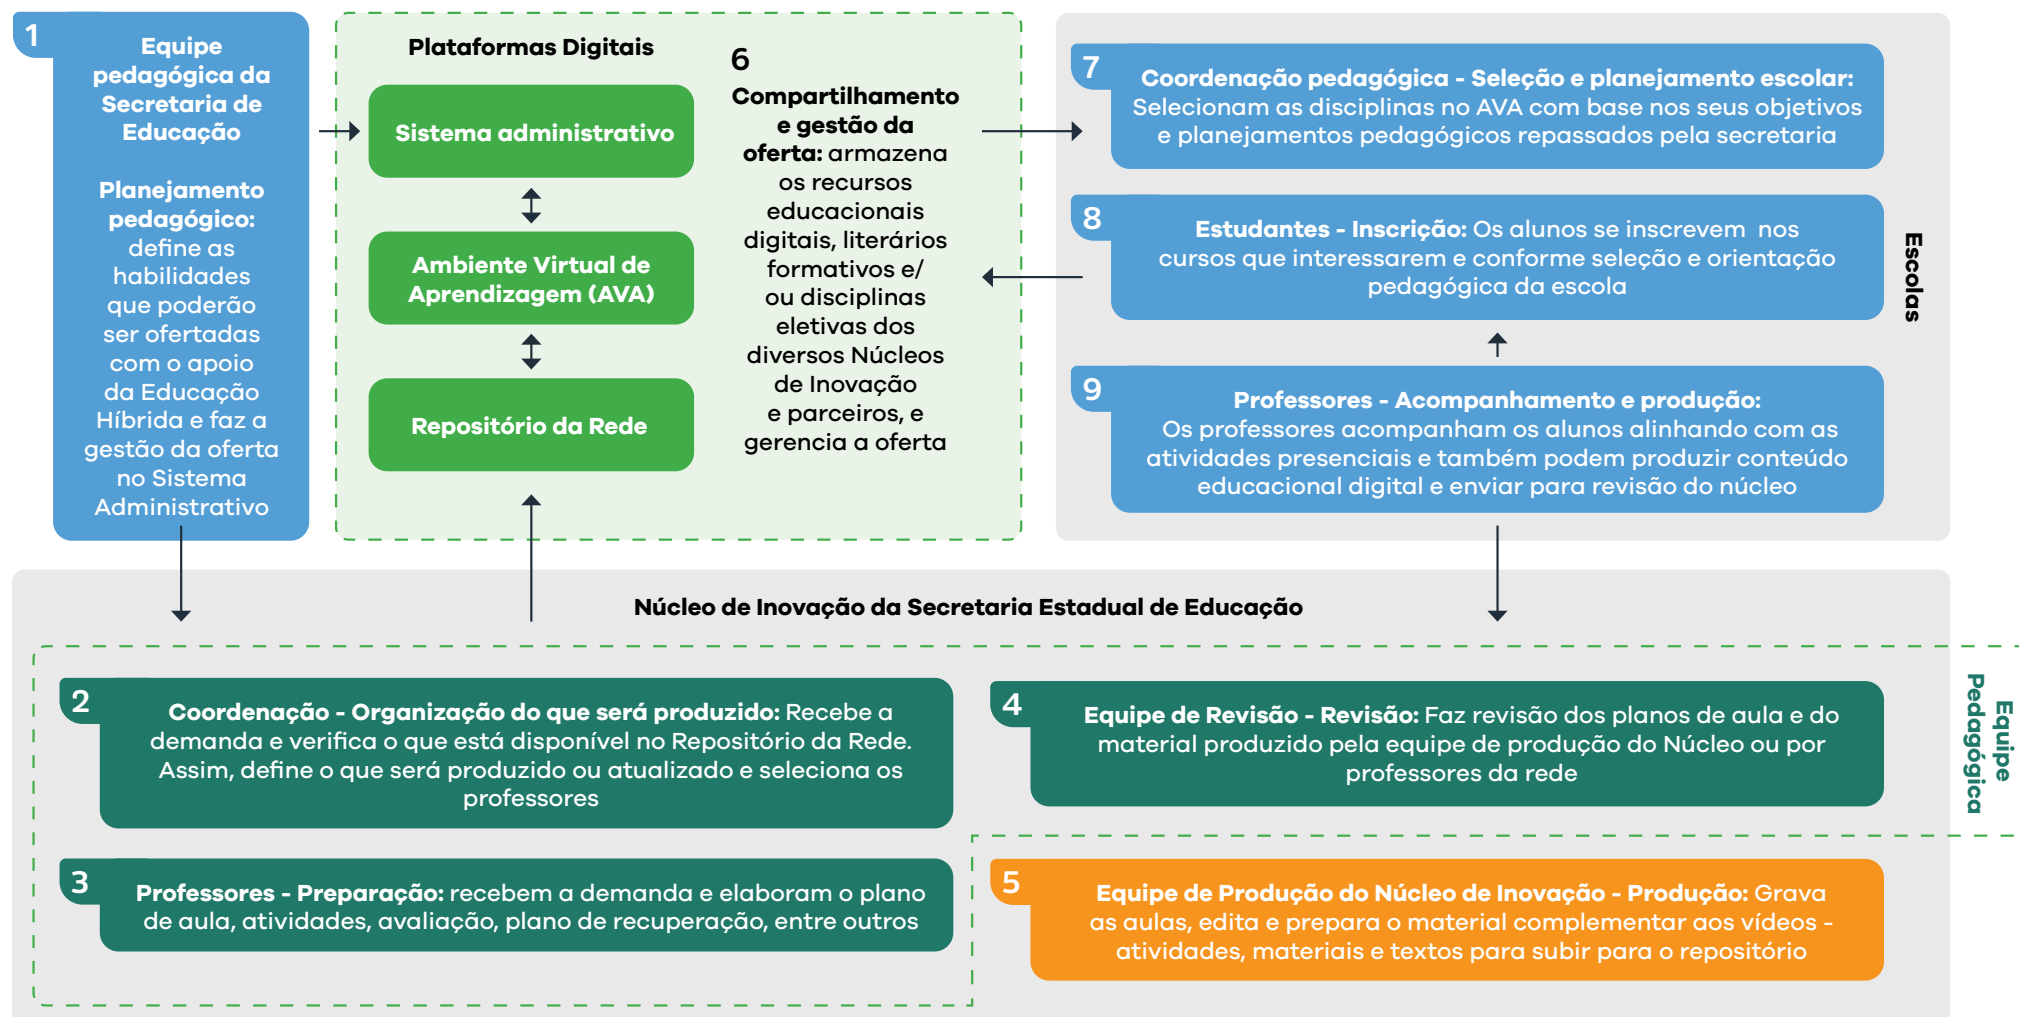 1
Equipe
pedagógica da
Secretaria de
Educação
Planejamento
pedagógico:
define as
habilidades
que poderão
ser ofertadas
com o apoio
da Educação
Híbrida e faz a
gestão da oferta
no Sistema
Administrativo
Plataformas Digitais
Sistema administrativo
Ambiente Virtual de
Aprendizagem (AVA)
Repositório da Rede
6
Compartilhamento
e gestão da
oferta: armazena
os recursos
educacionais
digitais, literários
formativos e/
ou disciplinas
eletivas dos
diversos Núcleos
de Inovação
e parceiros, e
gerencia a oferta
7
Coordenação pedagógica - Seleção e planejamento escolar:
Selecionam as disciplinas no AVA com base nos seus objetivos
e planejamentos pedagógicos repassados pela secretaria
8
Estudantes - Inscrição: Os alunos se inscrevem  nos
cursos que interessarem e conforme seleção e orientação
pedagógica da escola
9
Professores - Acompanhamento e produção:
Os professores acompanham os alunos alinhando com as
atividades presenciais e também podem produzir conteúdo
educacional digital e enviar para revisão do núcleo
Escolas
Núcleo de Inovação da Secretaria Estadual de Educação
2
Coordenação - Organização do que será produzido: Recebe a
demanda e verifica o que está disponível no Repositório da Rede.
Assim, define o que será produzido ou atualizado e seleciona os
professores
3
Professores - Preparação: recebem a demanda e elaboram o plano
de aula, atividades, avaliação, plano de recuperação, entre outros
4
Equipe de Revisão - Revisão: Faz revisão dos planos de aula e do
material produzido pela equipe de produção do Núcleo ou por
professores da rede
5
Equipe de Produção do Núcleo de Inovação - Produção: Grava
as aulas, edita e prepara o material complementar aos vídeos -
atividades, materiais e textos para subir para o repositório
Equipe
Pedagógica